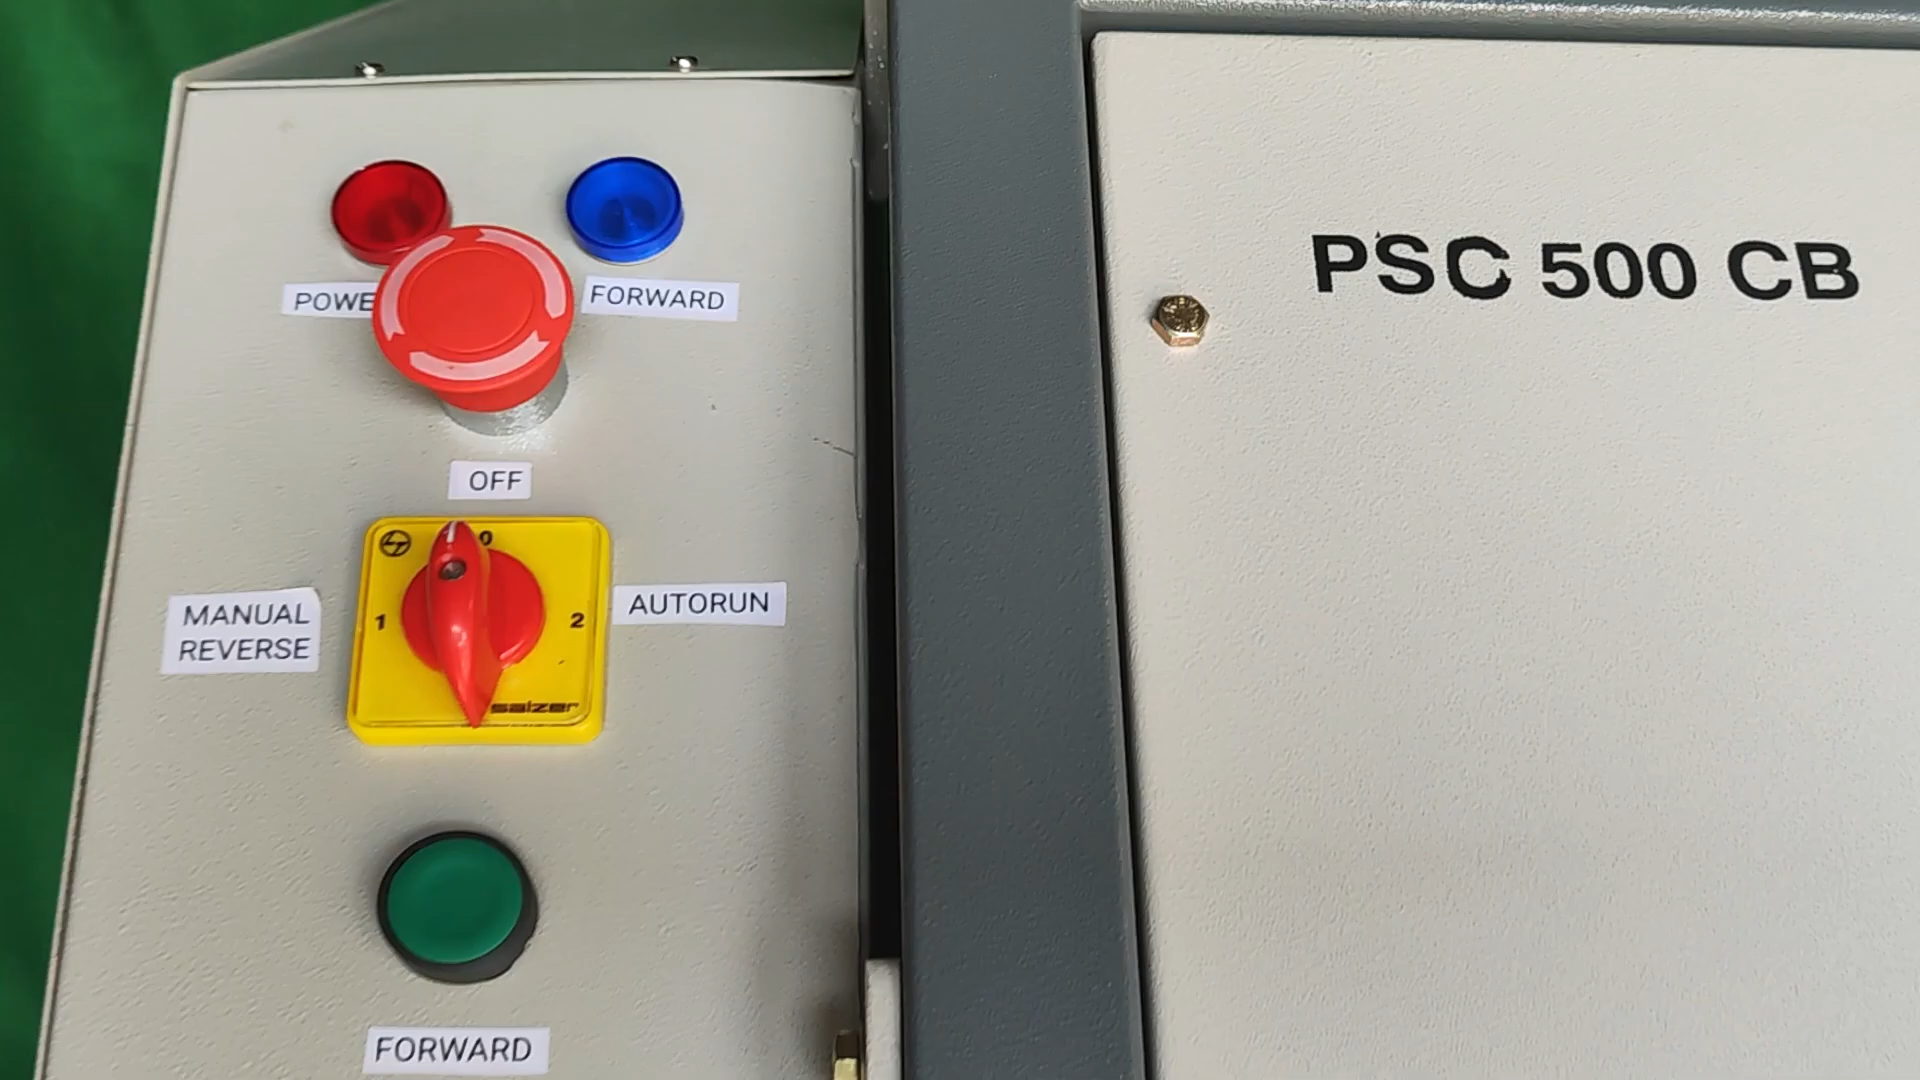 POWE
FORWARD
PSC 500 CB
OFF
0
MANUAL
REVERSE
1
2
AUTORUN
salzer
FORWARD